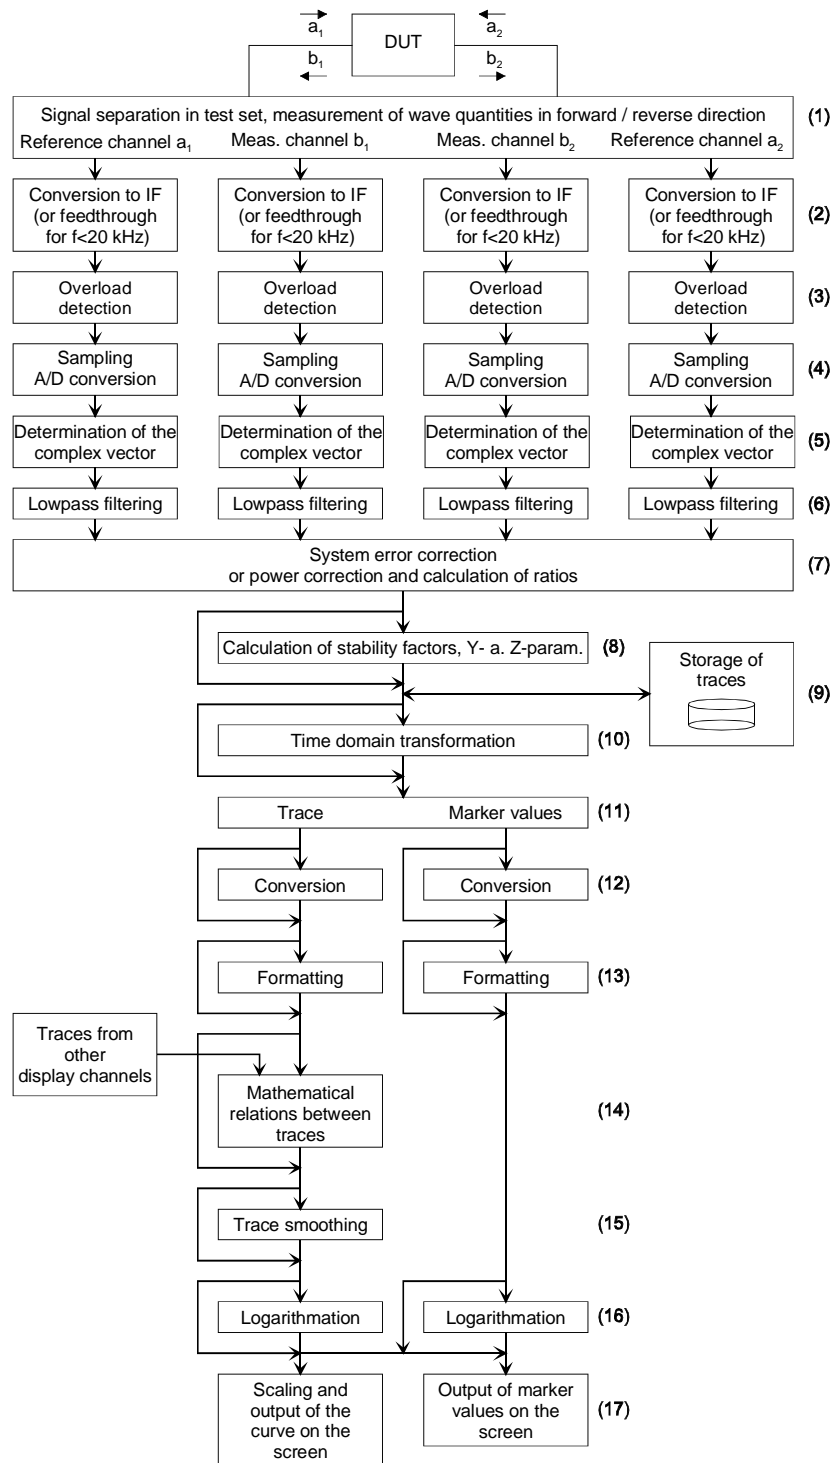 a1
a2
DUT
b1
b2
Signal separation in test set, measurement of wave quantities in forward / reverse direction
(1)
Reference channel a1
Meas. channel b1
Meas. channel b2
Reference channel a2
Conversion to IF
(or feedthrough
for f<20 kHz)
Conversion to IF
(or feedthrough
for f<20 kHz)
Conversion to IF
(or feedthrough
for f<20 kHz)
Conversion to IF
(or feedthrough
for f<20 kHz)
(2)
Overload
detection
Overload
detection
Overload
detection
Overload
detection
(3)
Sampling
A/D conversion
Sampling
A/D conversion
Sampling
A/D conversion
Sampling
A/D conversion
(4)
Determination of the
complex vector
Determination of the
complex vector
Determination of the
complex vector
Determination of the
complex vector
(5)
Lowpass filtering
Lowpass filtering
Lowpass filtering
Lowpass filtering
(6)
System error correction
or power correction and calculation of ratios
(7)
Calculation of stability factors, Y- a. Z-param.
(8)
Storage of
traces
(9)
Time domain transformation
(10)
Trace
Marker values
(11)
Conversion
Conversion
(12)
Formatting
Formatting
(13)
Traces from
other
display channels
Mathematical
relations between
traces
(14)
Trace smoothing
(15)
Logarithmation
Logarithmation
(16)
Scaling and
output of the
curve on the
screen
Output of marker
values on the
screen
(17)